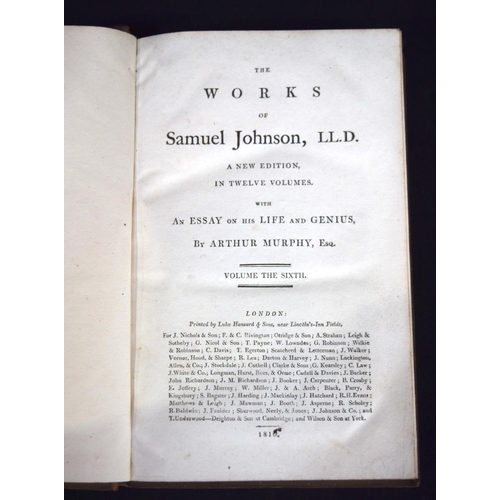 THE
WORKS
OF
Samuel Johnson, LL.D.
A NEW EDITION,
IN TWELVE VOLUMES.
WITH
AN ESSAY ON HIS LIFE AND GENIUS,
BY ARTHUR MURPHY, Esq.
VOLUME THE SIXTH.
LONDON:
Printed by Luke Hansard & Sons, near Lincoln's-Inn Fields,
For J. Nichols & Son; F. & C. Rivington; Otridge & Son; A. Strahan; Leigh &
Sotheby; G. Nicol & Son; T. Payne; W. Lowndes; G. Robinson; Wilkie
& Robinson; C. Davis; T. Egerton; Scatcherd & Letterman; J. Walker;
Vernor, Hood, & Sharpe; R. Lea; Darton & Harvey; J. Nunn; Lackington,
Allen, & Co.; J. Stockdale; J. Cuthell; Clarke & Sons; G. Kearsley; C. Law;
J. White & Co.; Longman, Hurst, Rees, & Orme; Cadell & Davies; J. Barker;
John Richardson; J. M. Richardson; J. Booker; J. Carpenter; B. Crosby;
E. Jeffery; J. Murray; W. Miller; J. & A. Arch; Black, Parry, &
Kingsbury; S. Bagster; J. Harding; J. Mackinlay; J. Hatchard; R. H. Evans;
Matthews & Leigh; J. Mawman; J. Booth; J. Asperne; R. Scholey;
R. Baldwin; J. Faulder; Sherwood, Neely, & Jones; J. Johnson & Co.; and
T. Underwood—Deighton & Son at Cambridge; and Wilson & Son at York.
1810.